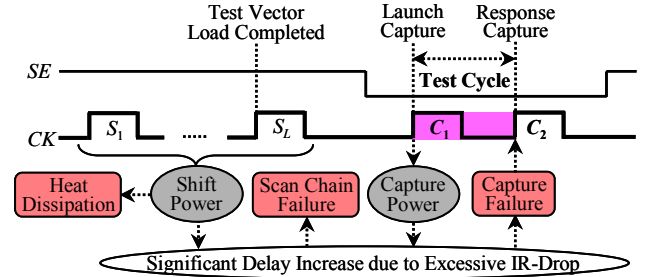 Test Vector
Load Completed
Launch
Capture
Response
Capture
SE
Test Cycle
CK
S1
......
SL
C1
C2
Heat
Dissipation
Shift
Power
Scan Chain
Failure
Capture
Power
Capture
Failure
Significant Delay Increase due to Excessive IR-Drop